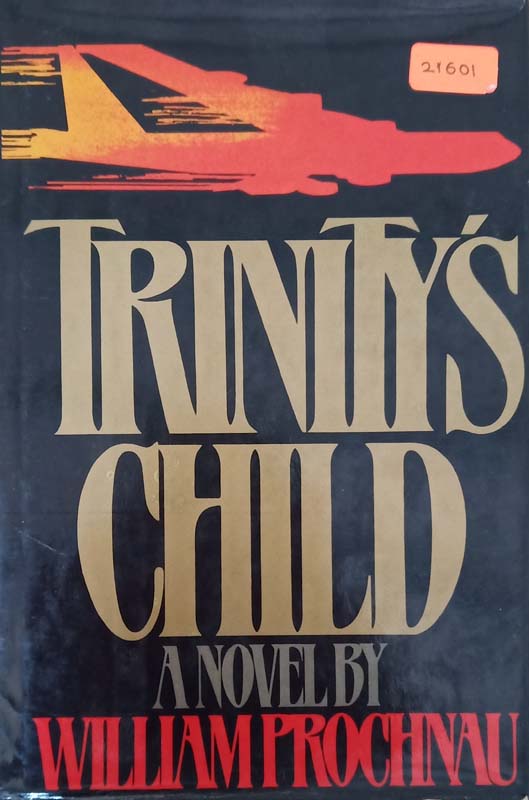 21601
TRINITY'S
CHILD
A NOVEL BY
WILLIAM PROCHNAU